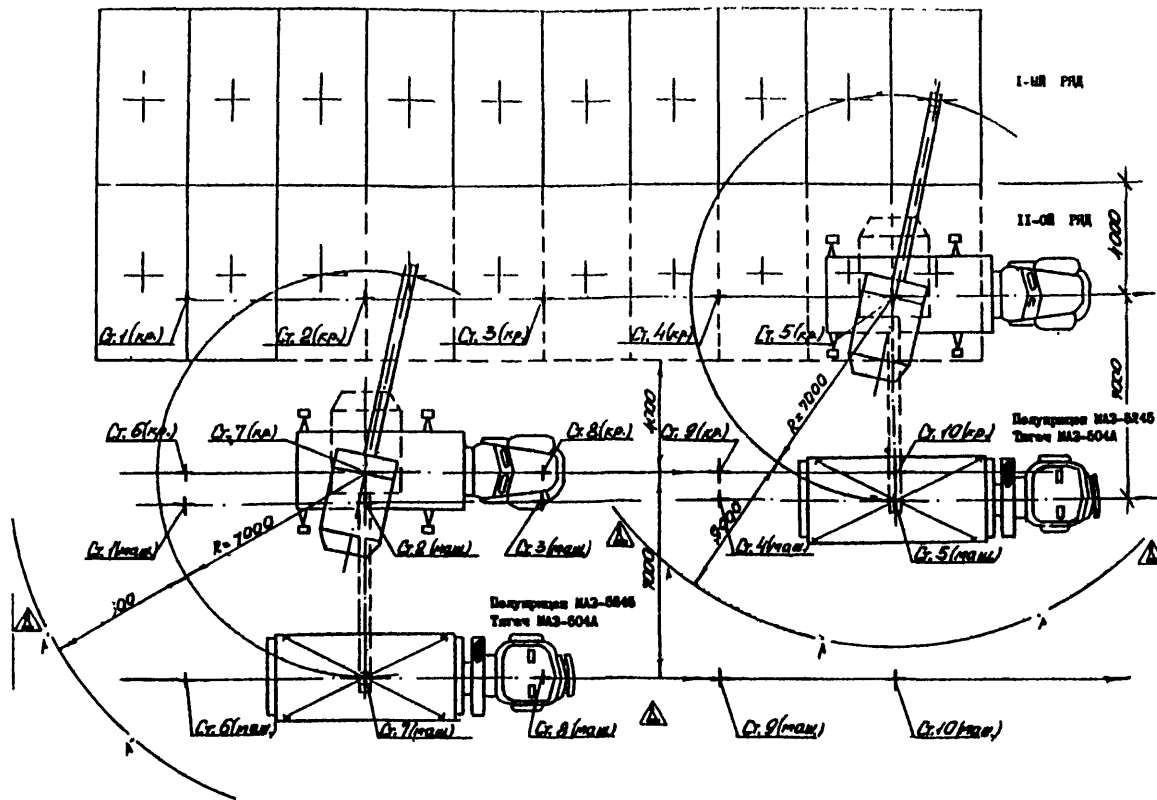 I-ЫЙ РЯД
II-ОЙ РЯД
4000
Ст.1(кр.)
Ст.2(кр.)
Ст.3(кр.)
Ст.4(кр.)
Ст.5(кр.)
R=7000
7000
4000
Полуприцеп МАЗ-5245
Тягач МАЗ-504А
Ст.6(кр.)
Ст.7(кр.)
Ст.8(кр.)
Ст.9(кр.)
Ст.10(кр.)
R=7000
9000
Ст.1(маш.)
Ст.2(маш.)
Ст.3(маш.)
Ст.4(маш.)
Ст.5(маш.)
7000
Полуприцеп МАЗ-5245
Тягач МАЗ-504А
Ст.6(маш.)
Ст.7(маш.)
Ст.8(маш.)
Ст.9(маш.)
Ст.10(маш.)